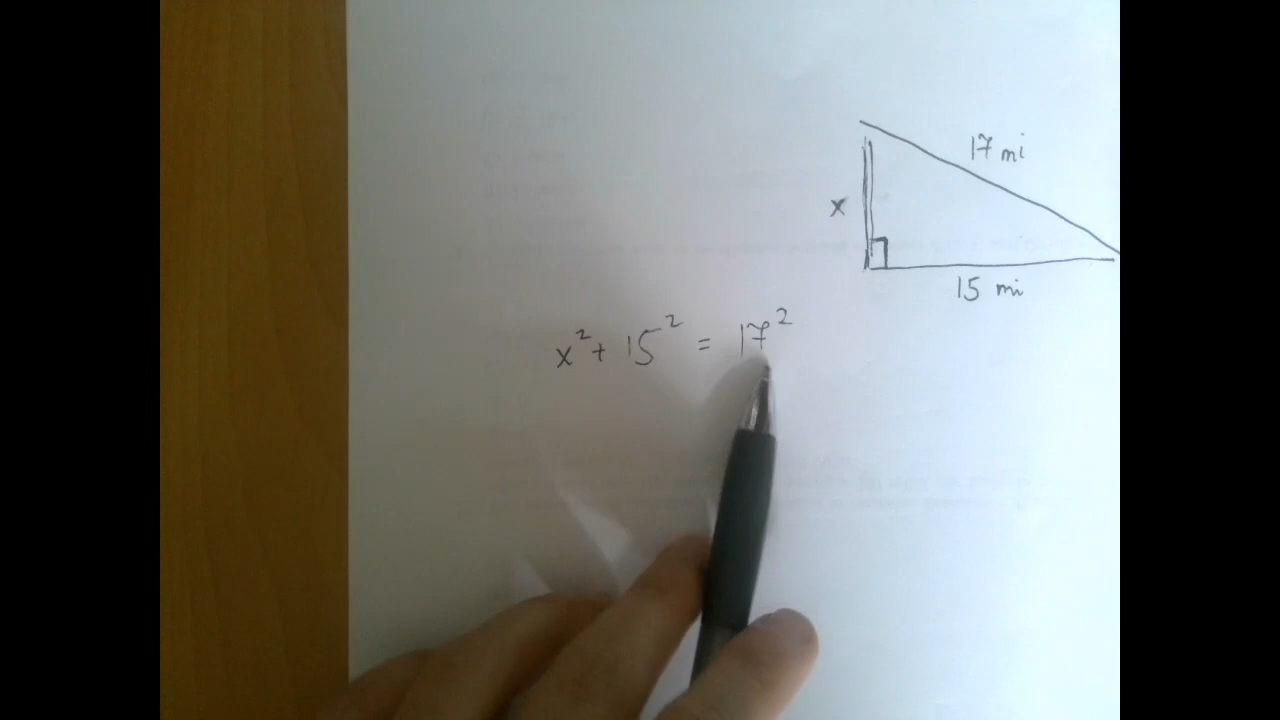 17 mi
x
15 mi
x² + 15² = 17²